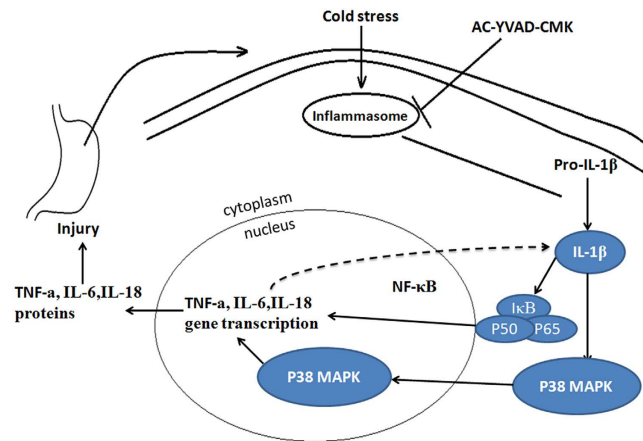 Cold stress
AC-YVAD-CMK
Inflammasome
Pro-IL-1β
cytoplasm
nucleus
Injury
IL-1β
NF-κB
IκB
TNF-a, IL-6,IL-18
proteins
TNF-a, IL-6,IL-18
gene transcription
P50
P65
P38 MAPK
P38 MAPK